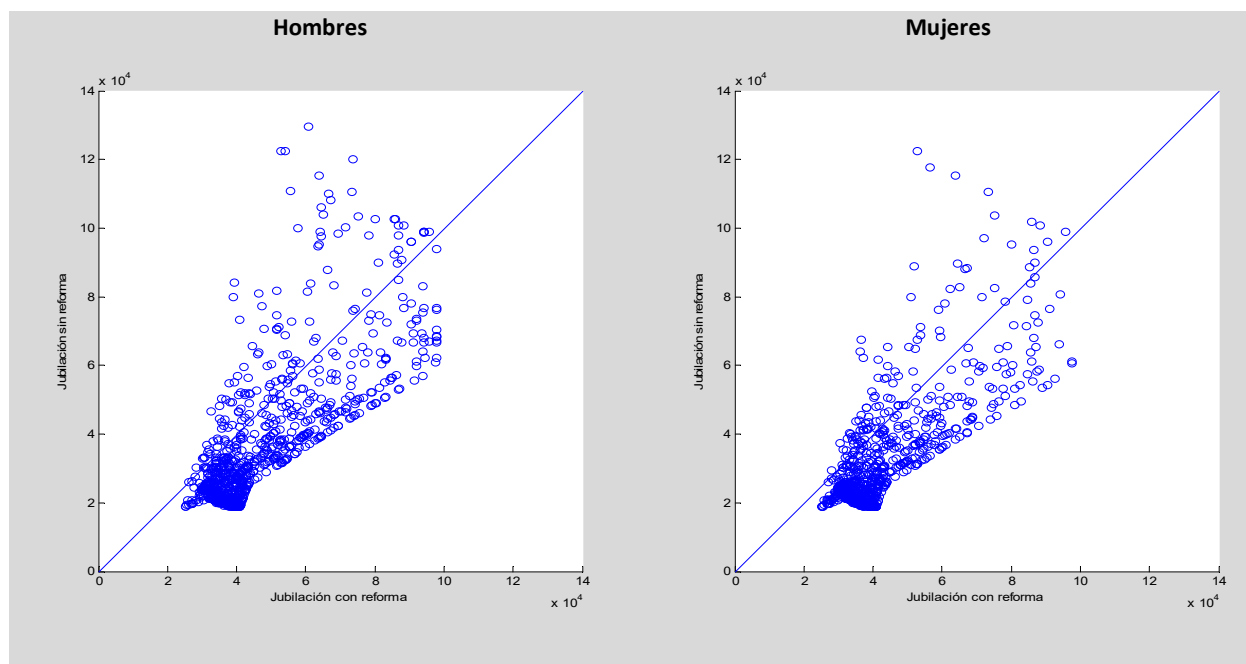 Hombres
x 10^4
14
12
10
8
6
4
2
0
Jubilación sin reforma
0 2 4 6 8 10 12 14
Jubilación con reforma
x 10^4
Mujeres
x 10^4
14
12
10
8
6
4
2
0
Jubilación sin reforma
0 2 4 6 8 10 12 14
Jubilación con reforma
x 10^4